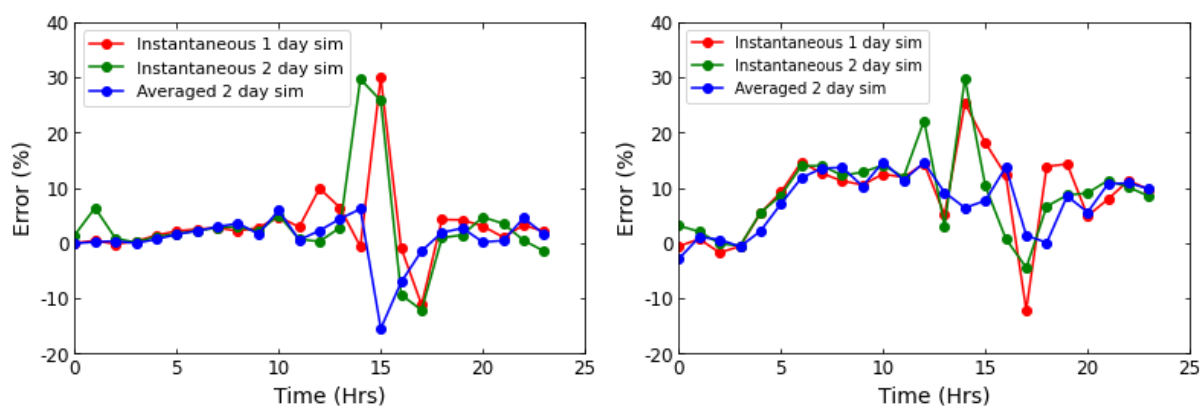 40
30
20
10
0
-10
-20
Error (%)
Instantaneous 1 day sim
Instantaneous 2 day sim
Averaged 2 day sim
0 5 10 15 20 25
Time (Hrs)
40
30
20
10
0
-10
-20
Error (%)
Instantaneous 1 day sim
Instantaneous 2 day sim
Averaged 2 day sim
0 5 10 15 20 25
Time (Hrs)